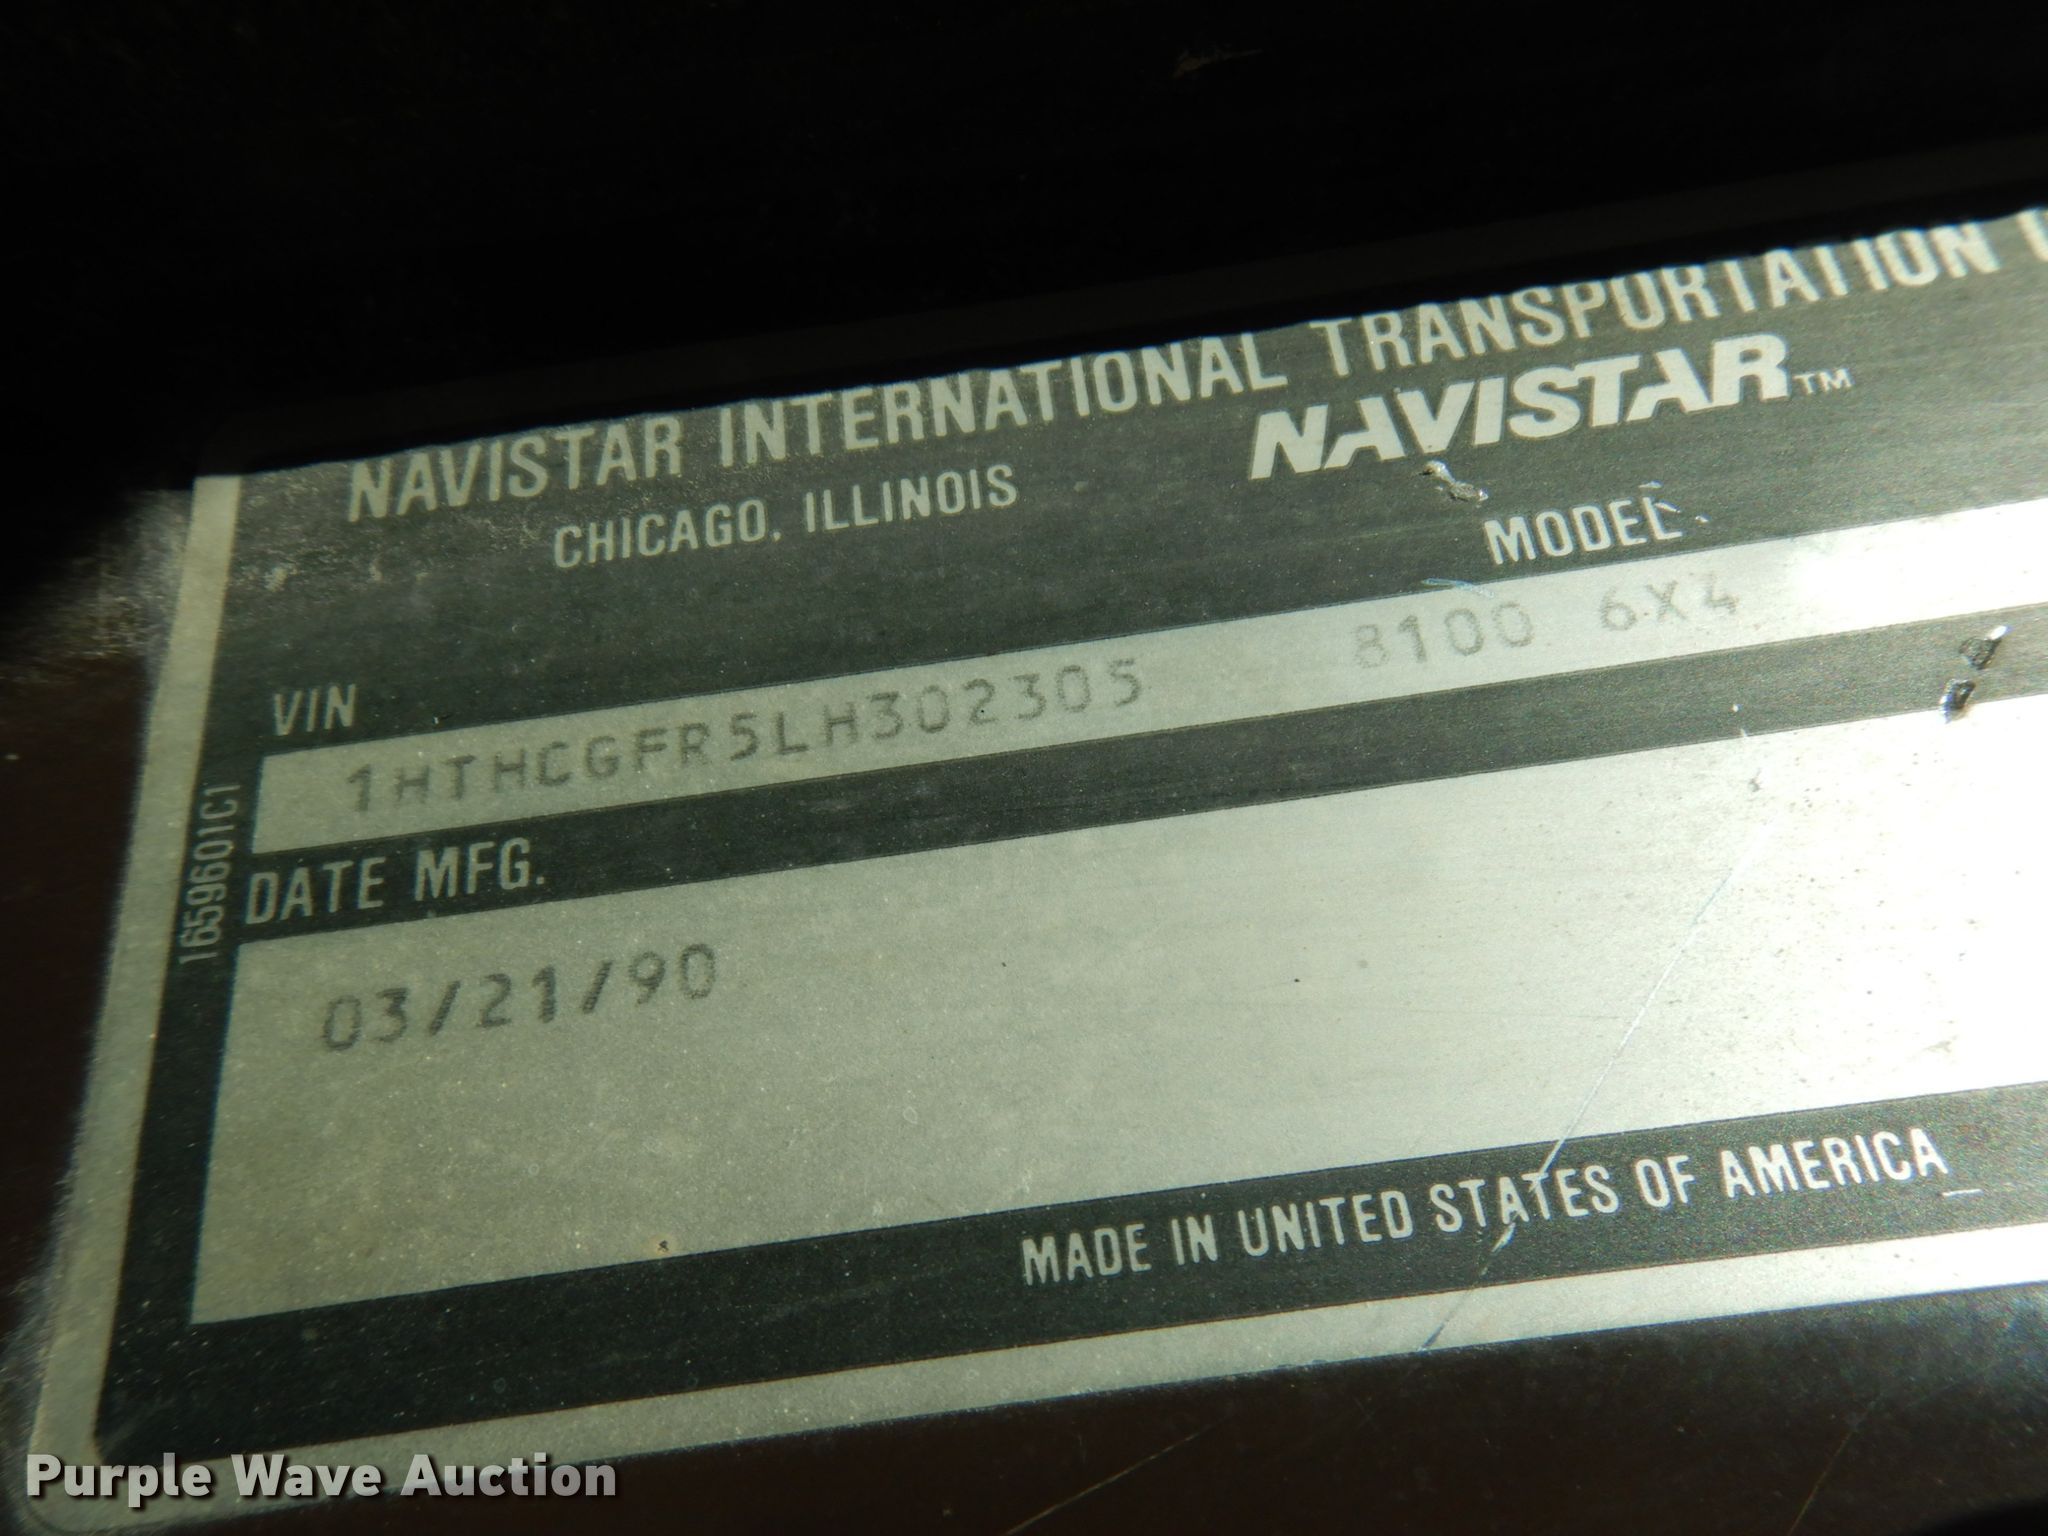 NAVISTAR INTERNATIONAL TRANSPORTATION
CHICAGO, ILLINOIS
NAVISTAR™
MODEL
VIN
1HTHCGFR5LH302305 8100 6X4
DATE MFG.
03/21/90
1659601C1
MADE IN UNITED STATES OF AMERICA
Purple Wave Auction